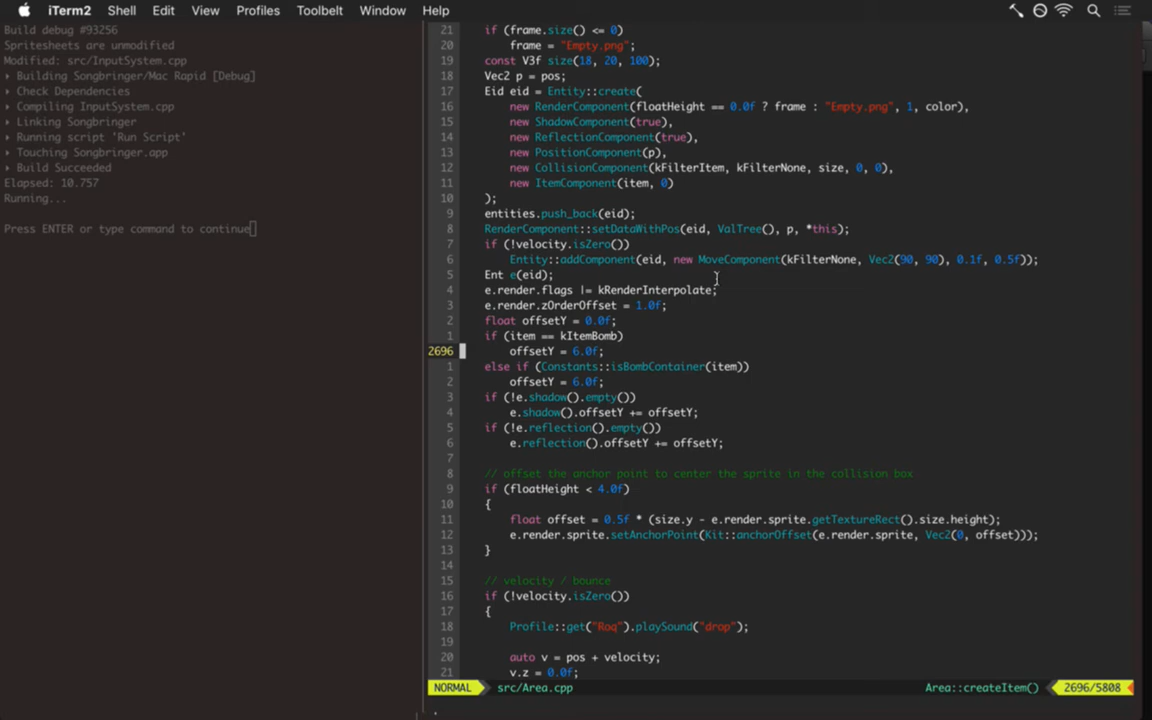 iTerm2 Shell Edit View Profiles Toolbelt Window Help
Build debug #93256
Spritesheets are unmodified
Modified: src/InputSystem.cpp
▸ Building Songbringer/Mac Rapid [Debug]
▸ Check Dependencies
▸ Compiling InputSystem.cpp
▸ Linking Songbringer
▸ Running script 'Run Script'
▸ Touching Songbringer.app
▸ Build Succeeded
Elapsed: 10.757
Running...
Press ENTER or type command to continue
21 if (frame.size() <= 0)
20 frame = "Empty.png";
19 const V3f size(18, 20, 100);
18 Vec2 p = pos;
17 Eid eid = Entity::create(
16 new RenderComponent(floatHeight == 0.0f ? frame : "Empty.png", 1, color),
15 new ShadowComponent(true),
14 new ReflectionComponent(true),
13 new PositionComponent(p),
12 new CollisionComponent(kFilterItem, kFilterNone, size, 0, 0),
11 new ItemComponent(item, 0)
10 );
9 entities.push_back(eid);
8 RenderComponent::setDataWithPos(eid, ValTree(), p, *this);
7 if (!velocity.isZero())
6 Entity::addComponent(eid, new MoveComponent(kFilterNone, Vec2(90, 90), 0.1f, 0.5f));
5 Ent e(eid);
4 e.render.flags |= kRenderInterpolate;
3 e.render.zOrderOffset = 1.0f;
2 float offsetY = 0.0f;
1 if (item == kItemBomb)
2696 offsetY = 6.0f;
1 else if (Constants::isBombContainer(item))
2 offsetY = 6.0f;
3 if (!e.shadow().empty())
4 e.shadow().offsetY += offsetY;
5 if (!e.reflection().empty())
6 e.reflection().offsetY += offsetY;
7
8 // offset the anchor point to center the sprite in the collision box
9 if (floatHeight < 4.0f)
10 {
11 float offset = 0.5f * (size.y - e.render.sprite.getTextureRect().size.height);
12 e.render.sprite.setAnchorPoint(Kit::anchorOffset(e.render.sprite, Vec2(0, offset)));
13 }
14
15 // velocity / bounce
16 if (!velocity.isZero())
17 {
18 Profile::get("Roq").playSound("drop");
19
20 auto v = pos + velocity;
21 v.z = 0.0f;
NORMAL src/Area.cpp Area::createItem() 2696/5808